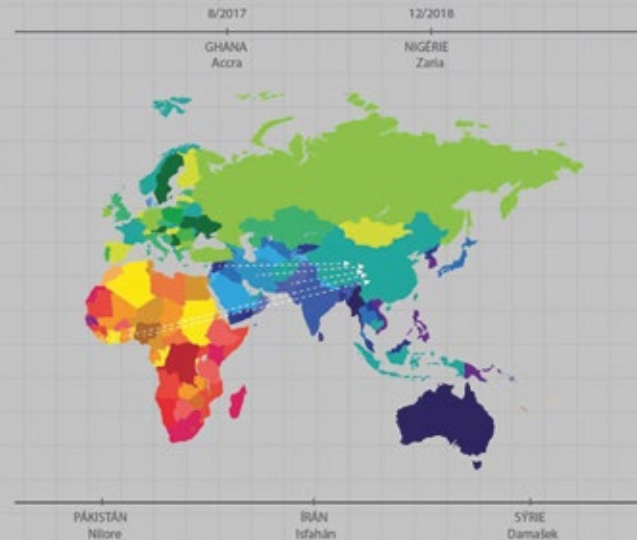 8/2017
12/2018
GHANA
Accra
NIGÉRIE
Zaria
PÁKISTÁN
Nilore
ÍRÁN
Isfahán
SÝRIE
Damašek